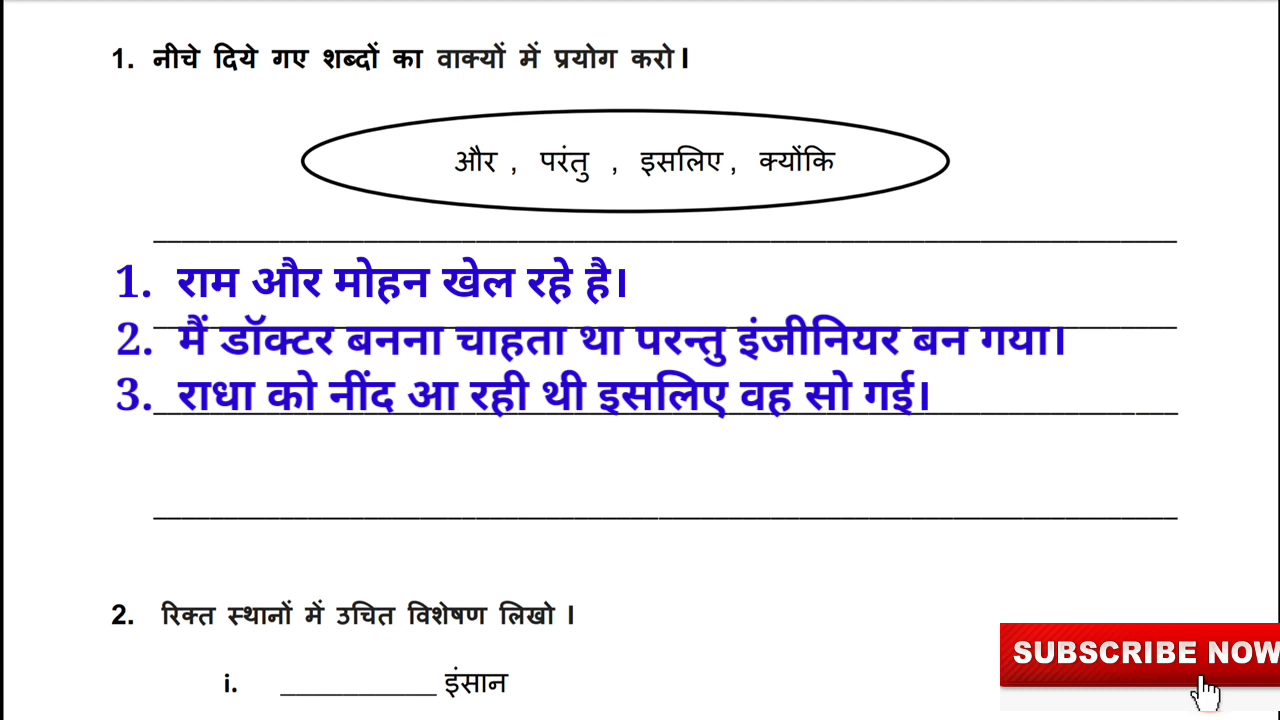 1. नीचे दिये गए शब्दों का वाक्यों में प्रयोग करो।
और , परंतु , इसलिए , क्योंकि
1. राम और मोहन खेल रहे है।
2. मैं डॉक्टर बनना चाहता था परन्तु इंजीनियर बन गया।
3. राधा को नींद आ रही थी इसलिए वह सो गई।
2. रिक्त स्थानों में उचित विशेषण लिखो ।
i. ___________ इंसान
SUBSCRIBE NOW